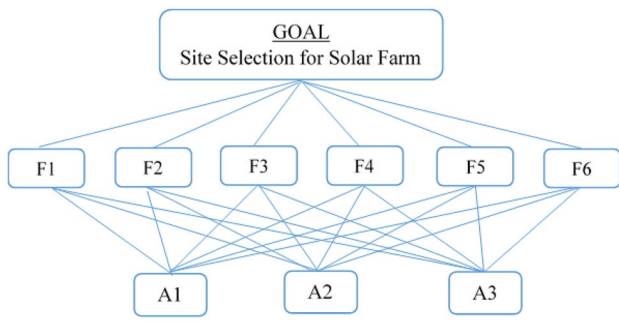 GOAL
Site Selection for Solar Farm
F1 F2 F3 F4 F5 F6
A1 A2 A3